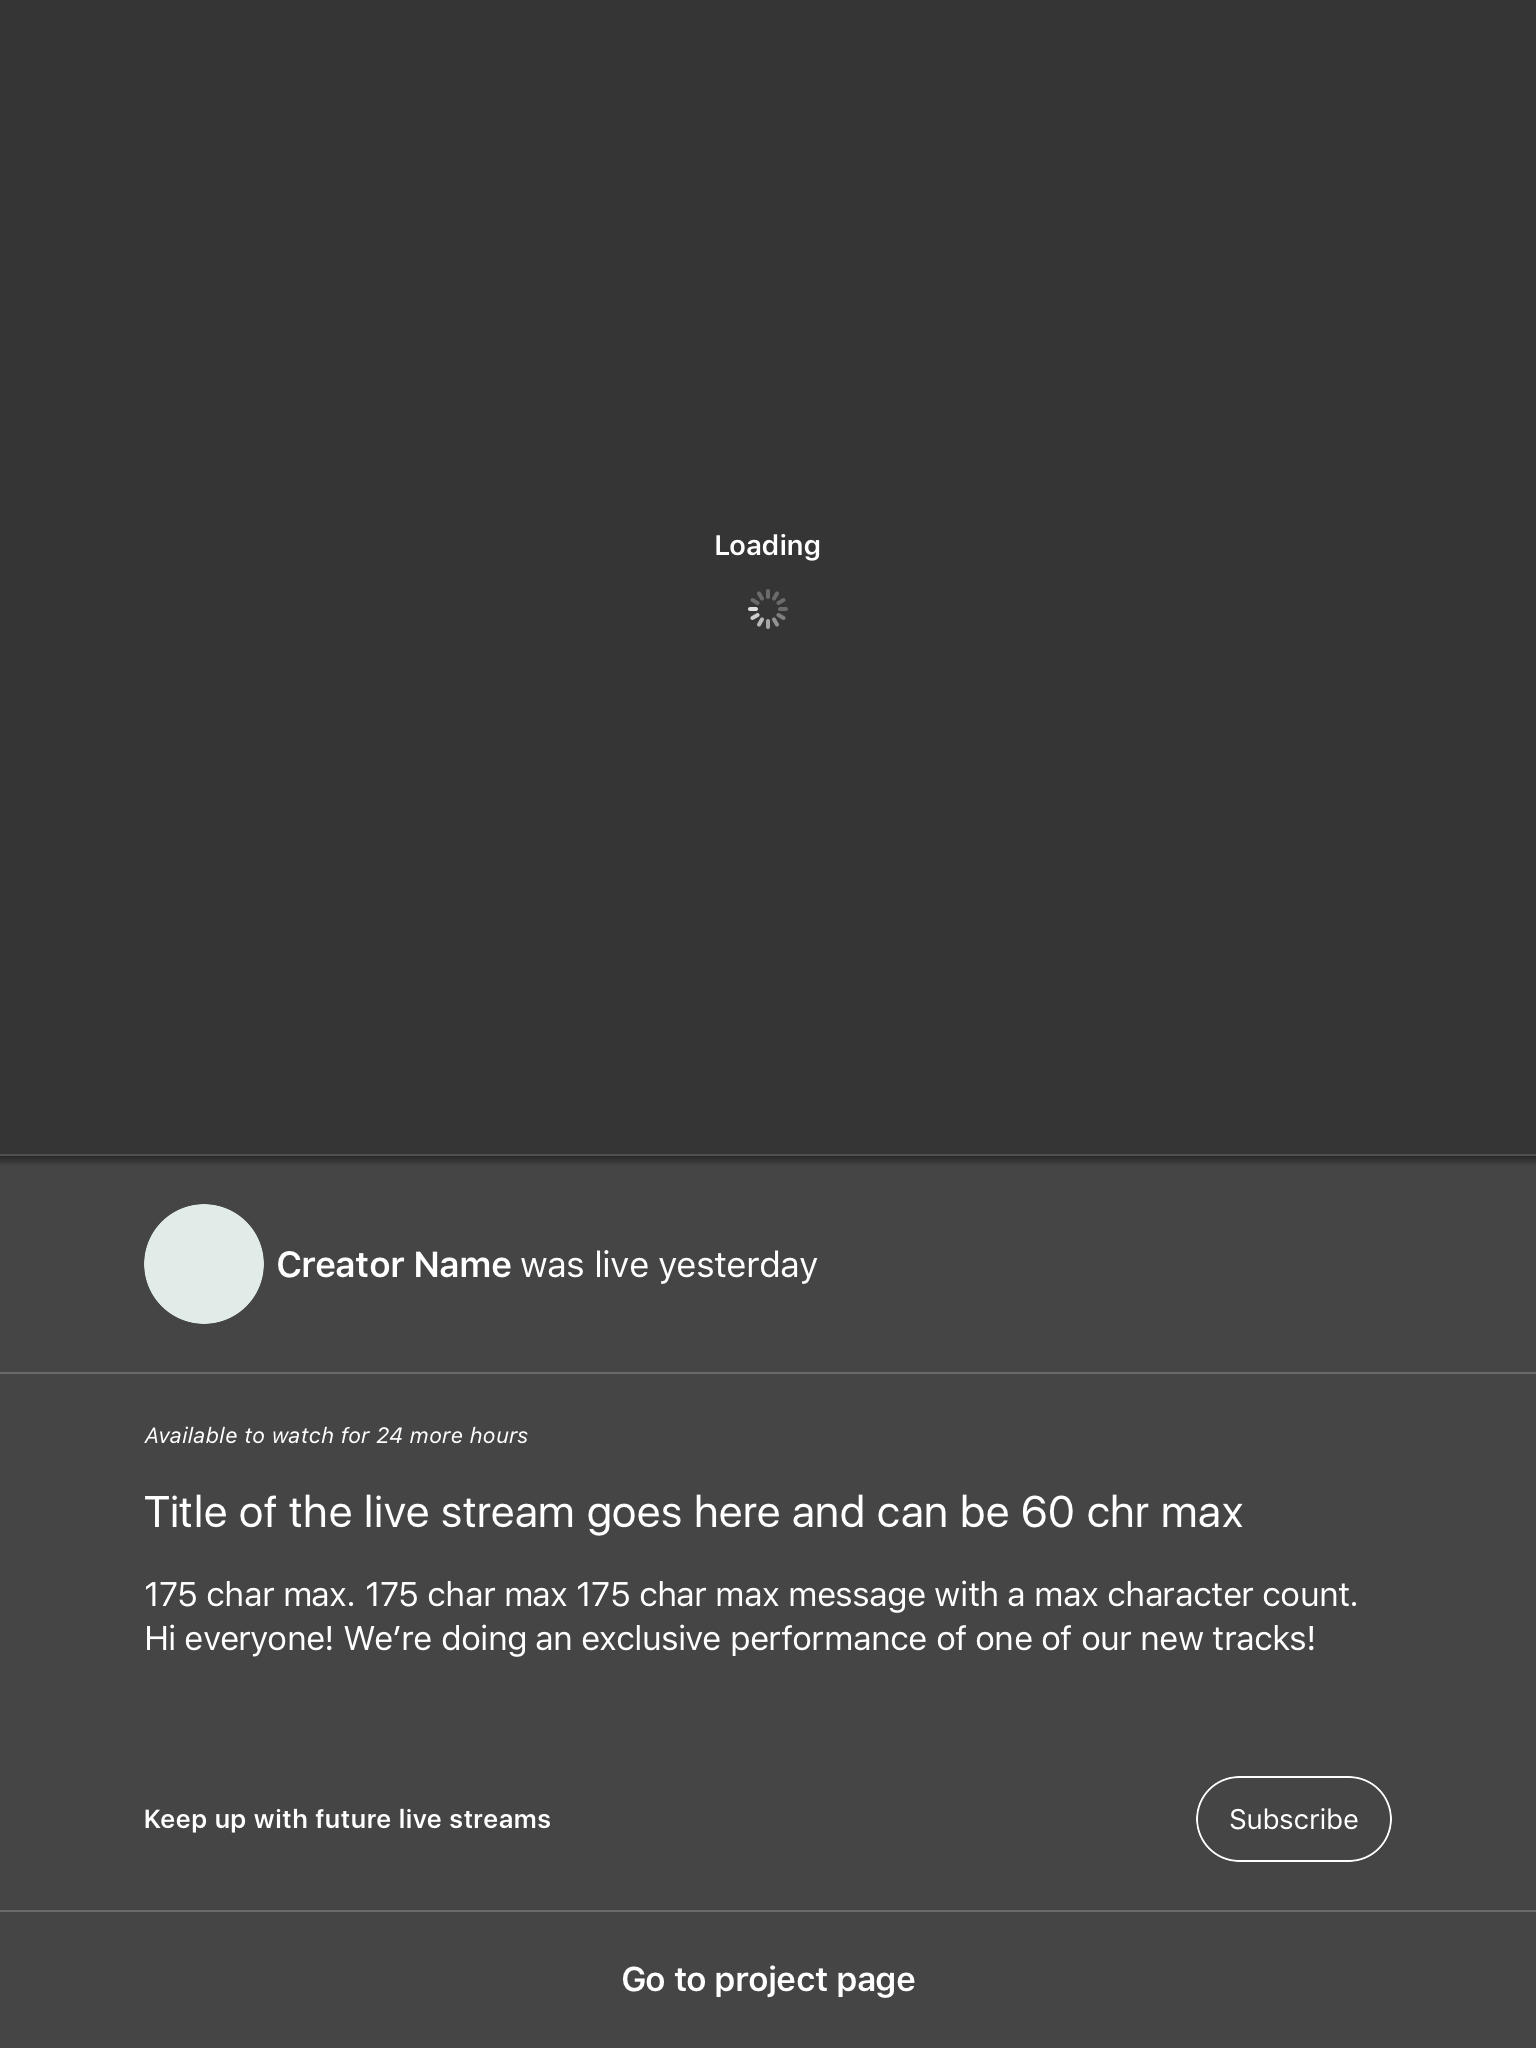 Loading
Creator Name was live yesterday
Available to watch for 24 more hours
Title of the live stream goes here and can be 60 chr max
175 char max. 175 char max 175 char max message with a max character count.
Hi everyone! We’re doing an exclusive performance of one of our new tracks!
Keep up with future live streams
Subscribe
Go to project page